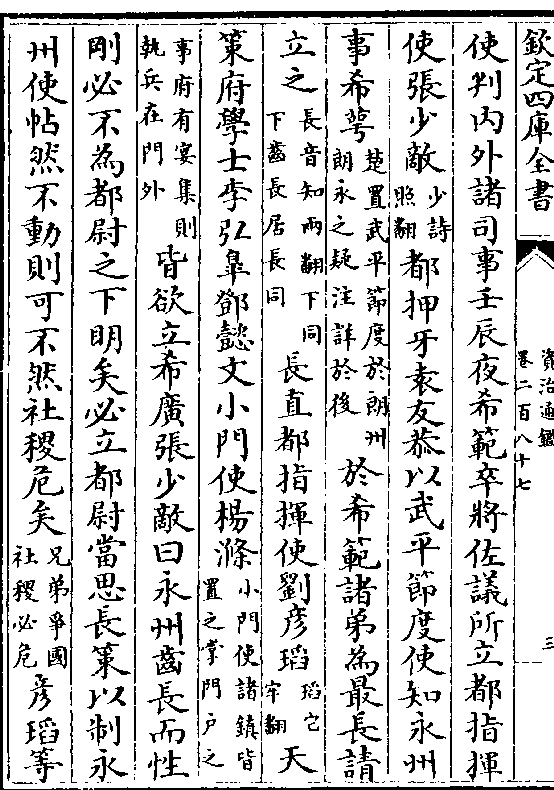 欽定四庫全書
資治通鑑
卷二百八十七
三
使判内外諸司事壬辰夜希範卒將佐議所立都指揮
使張少敵少詩照翻都押牙袁友恭以武平節度使知永州
事希萼楚置武平節度於朗州朗永之疑注詳於後於希範諸弟為最長請
立之長音知兩翻下同下齒長居長同長直都指揮使劉彦瑫瑫它牢翻天
策府學士李弘臯鄧懿文小門使楊滌小門使諸鎮皆置之掌門户之
事府有宴集則執兵在門外皆欲立希廣張少敵曰永州齒長而性
剛必不為都尉之下明矣必立都尉當思長策以制永
州使帖然不動則可不然社稷危矣兄弟爭國社稷必危彦瑫等